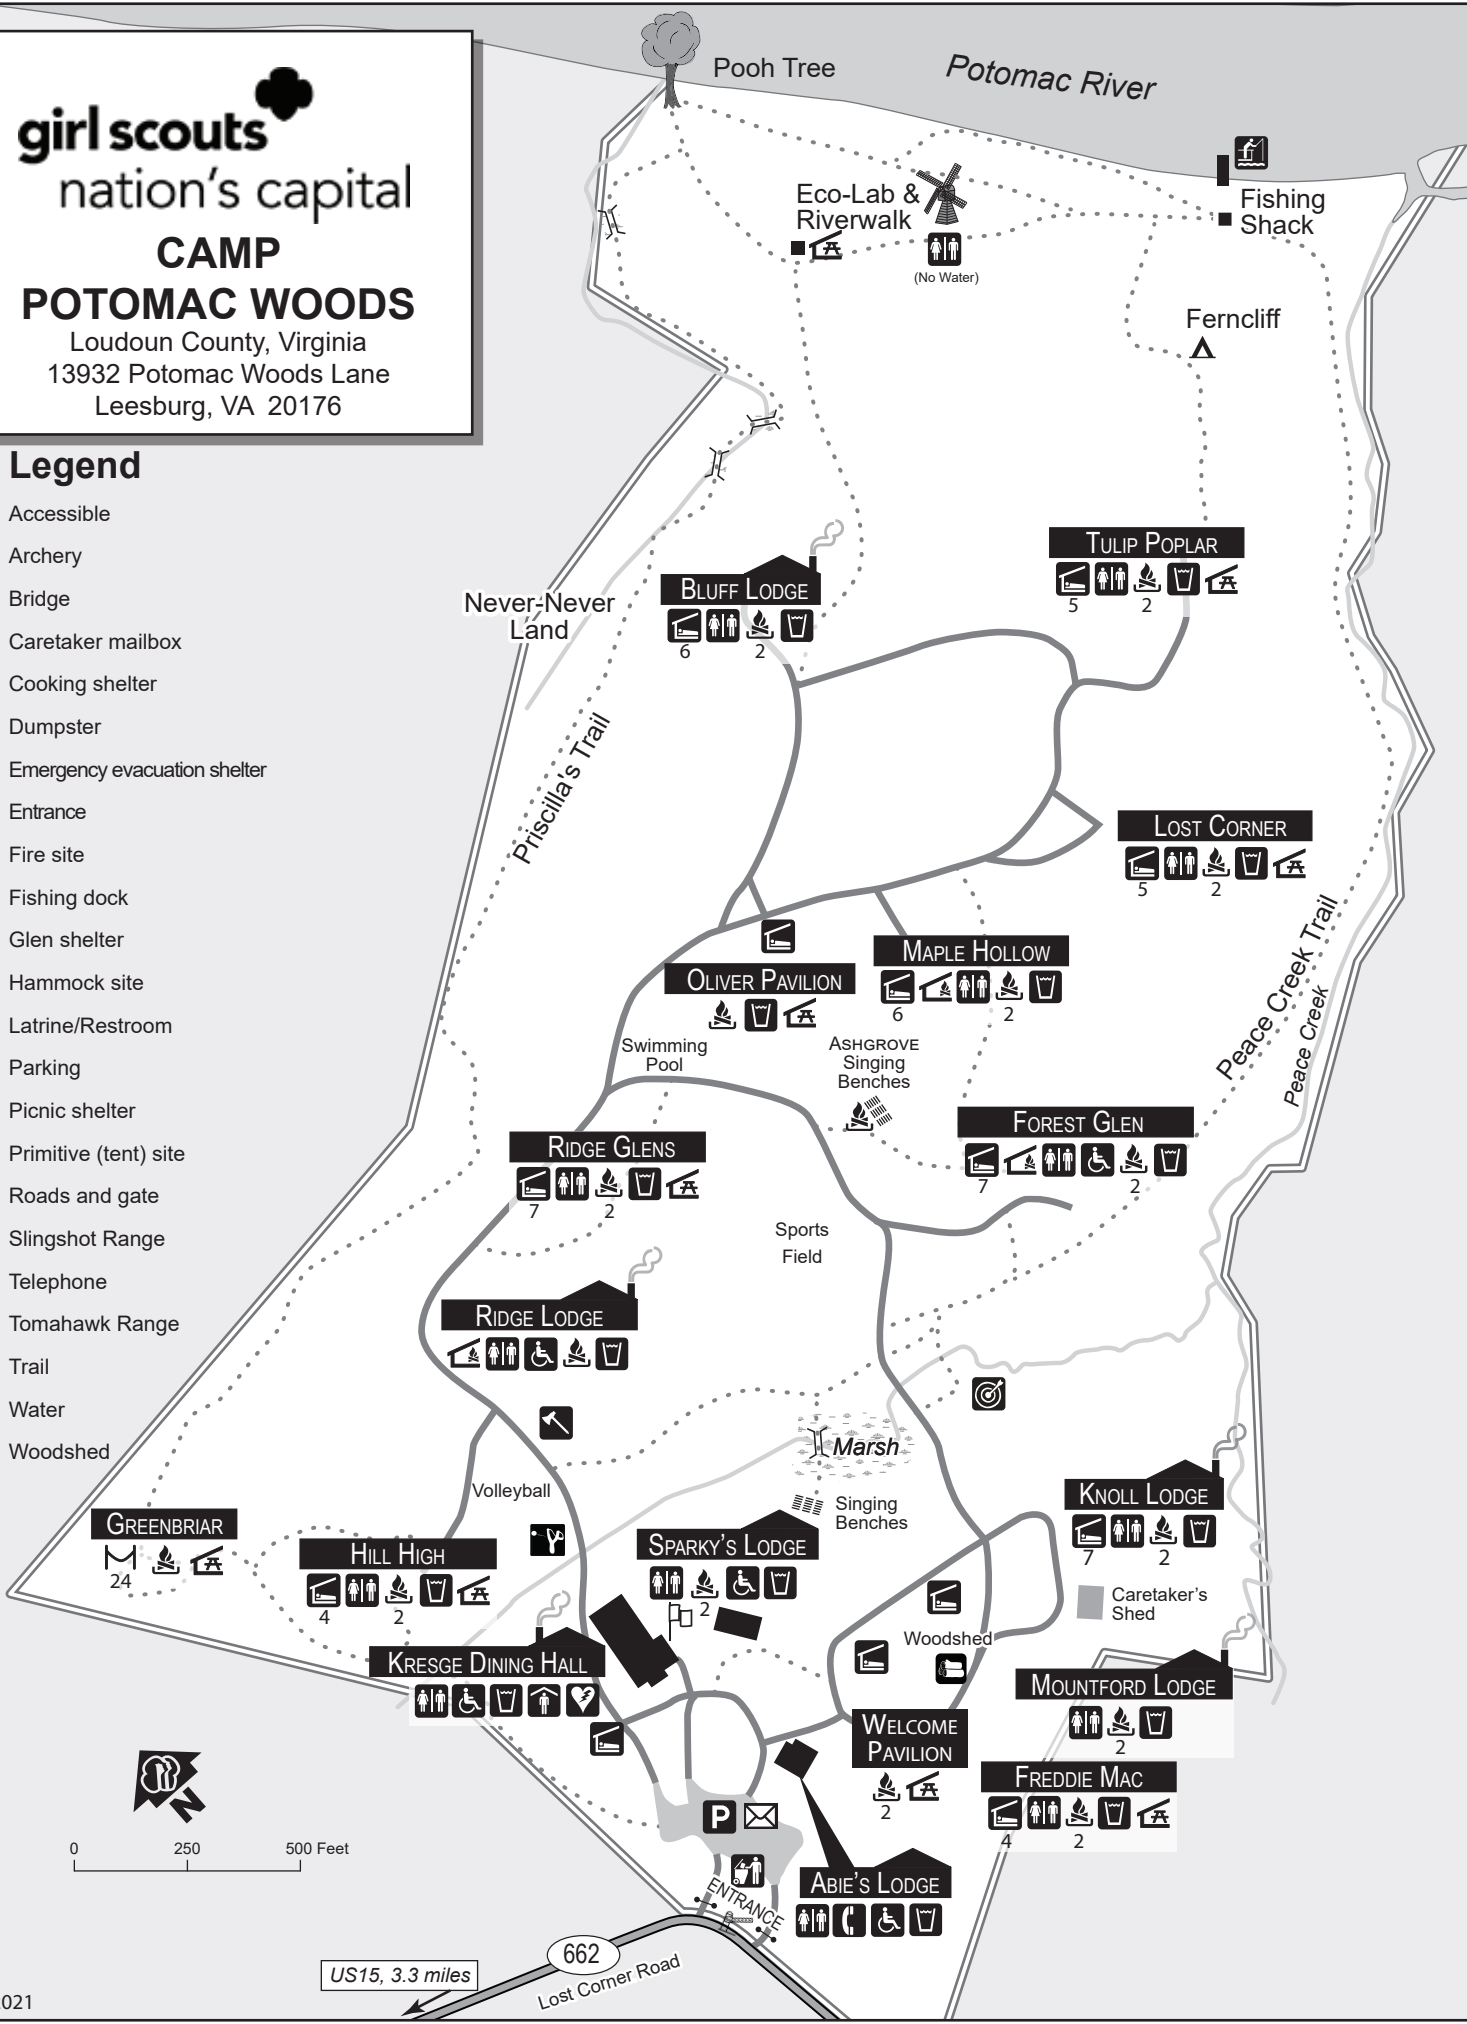 girl scouts
nation's capital
CAMP
POTOMAC WOODS
Loudoun County, Virginia
13932 Potomac Woods Lane
Leesburg, VA 20176
Legend
Accessible
Archery
Bridge
Caretaker mailbox
Cooking shelter
Dumpster
Emergency evacuation shelter
Entrance
Fire site
Fishing dock
Glen shelter
Hammock site
Latrine/Restroom
Parking
Picnic shelter
Primitive (tent) site
Roads and gate
Slingshot Range
Telephone
Tomahawk Range
Trail
Water
Woodshed
Pooh Tree
Potomac River
Eco-Lab &
Riverwalk
(No Water)
Fishing
Shack
Ferncliff
TULIP POPLAR
5 2
BLUFF LODGE
6 2
Never-Never
Land
Priscilla's Trail
LOST CORNER
5 2
MAPLE HOLLOW
6 2
OLIVER PAVILION
Swimming
Pool
ASHGROVE
Singing
Benches
Peace Creek Trail
Peace Creek
FOREST GLEN
7 2
RIDGE GLENS
7 2
Sports
Field
RIDGE LODGE
Marsh
Volleyball
Singing
Benches
KNOLL LODGE
7 2
GREENBRIAR
24
HILL HIGH
4 2
SPARKY'S LODGE
2
Caretaker's
Shed
Woodshed
KRESGE DINING HALL
MOUNTFORD LODGE
2
WELCOME
PAVILION
2
FREDDIE MAC
4 2
P
N
0 250 500 Feet
ABIE'S LODGE
ENTRANCE
662
US15, 3.3 miles
Lost Corner Road
021